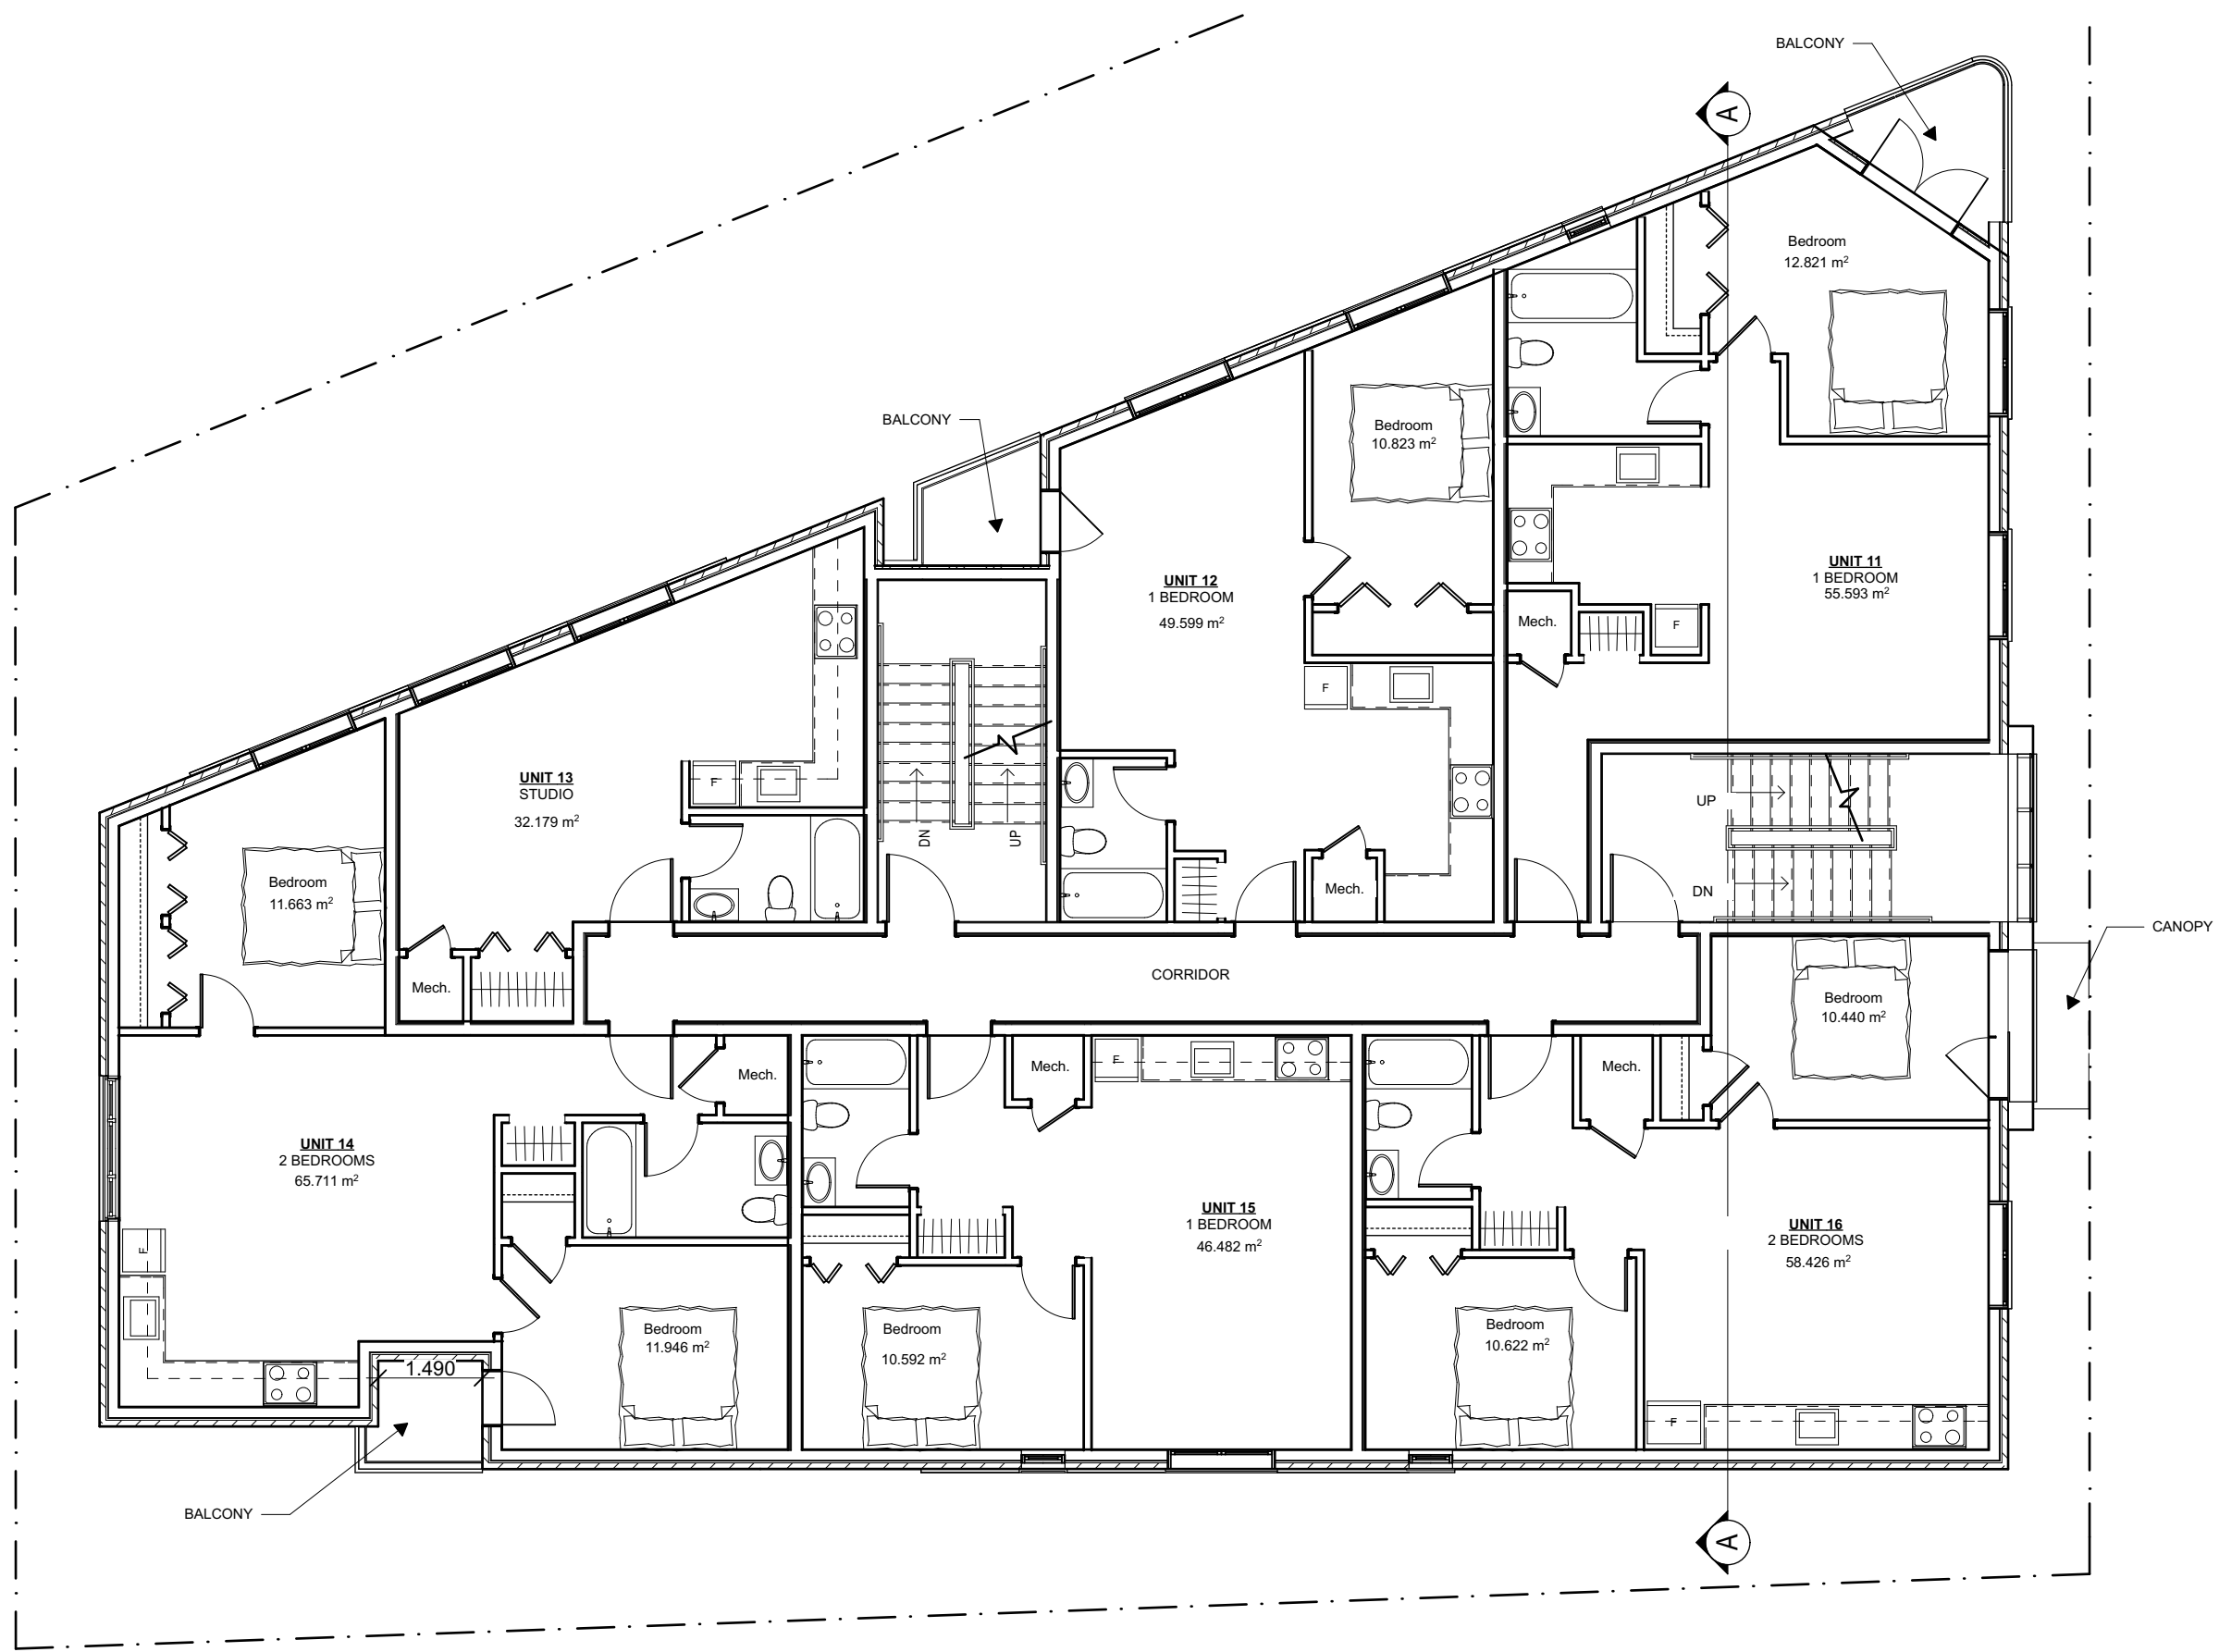 BALCONY
A
Bedroom
12.821 m²
BALCONY
Bedroom
10.823 m²
UNIT 11
1 BEDROOM
55.593 m²
UNIT 12
1 BEDROOM
49.599 m²
Mech.
F
F
UNIT 13
STUDIO
32.179 m²
F
UP
DN
UP
DN
Bedroom
11.663 m²
Mech.
CANOPY
Mech.
CORRIDOR
Bedroom
10.440 m²
Mech.
F
Mech.
Mech.
UNIT 14
2 BEDROOMS
65.711 m²
UNIT 15
1 BEDROOM
46.482 m²
UNIT 16
2 BEDROOMS
58.426 m²
F
Bedroom
11.946 m²
Bedroom
10.592 m²
Bedroom
10.622 m²
1.490
F
BALCONY
A